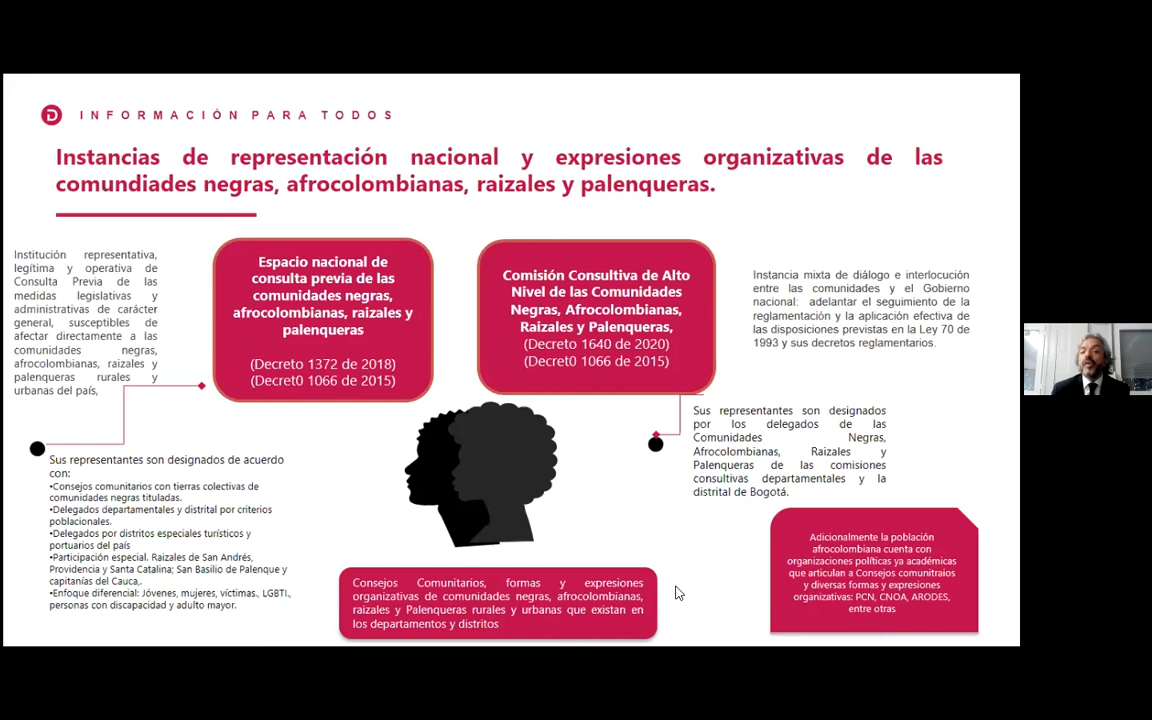 INFORMACIÓN PARA TODOS
Instancias de representación nacional y expresiones organizativas de las
comundiades negras, afrocolombianas, raizales y palenqueras.
Institución representativa,
legítima y operativa de
Consulta Previa de las
medidas legislativas y
administrativas de carácter
general, susceptibles de
afectar directamente a las
comunidades negras,
afrocolombianas, raizales y
palenqueras rurales y
urbanas del país,
Espacio nacional de
consulta previa de las
comunidades negras,
afrocolombianas, raizales y
palenqueras
(Decreto 1372 de 2018)
(Decret0 1066 de 2015)
Comisión Consultiva de Alto
Nivel de las Comunidades
Negras, Afrocolombianas,
Raizales y Palenqueras,
(Decreto 1640 de 2020)
(Decret0 1066 de 2015)
Instancia mixta de diálogo e interlocución
entre las comunidades y el Gobierno
nacional: adelantar el seguimiento de la
reglamentación y la aplicación efectiva de
las disposiciones previstas en la Ley 70 de
1993 y sus decretos reglamentarios.
Sus representantes son designados de acuerdo
con:
•Consejos comunitarios con tierras colectivas de
comunidades negras tituladas.
•Delegados departamentales y distrital por criterios
poblacionales.
•Delegados por distritos especiales turísticos y
portuarios del país
•Participación especial. Raizales de San Andrés,
Providencia y Santa Catalina; San Basilio de Palenque y
capitanías del Cauca,.
•Enfoque diferencial: Jóvenes, mujeres, víctimas., LGBTI.,
personas con discapacidad y adulto mayor.
Sus representantes son designados
por los delegados de las
Comunidades Negras,
Afrocolombianas, Raizales y
Palenqueras de las comisiones
consultivas departamentales y la
distrital de Bogotá.
Consejos Comunitarios, formas y expresiones
organizativas de comunidades negras, afrocolombianas,
raizales y Palenqueras rurales y urbanas que existan en
los departamentos y distritos
Adicionalmente la población
afrocolombiana cuenta con
organizaciones políticas ya académicas
que articulan a Consejos comunitraios
y diversas formas y expresiones
organizativas: PCN, CNOA, ARODES,
entre otras